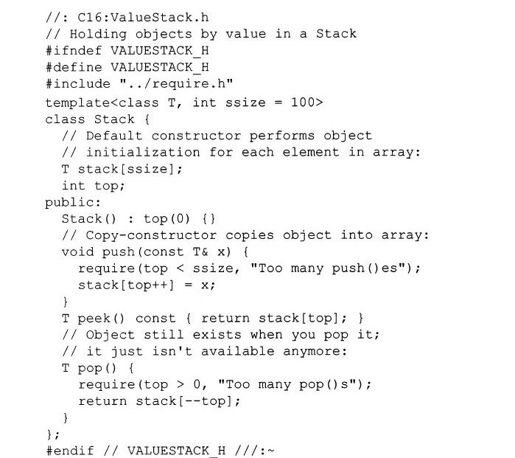 //: C16:ValueStack.h
// Holding objects by value in a Stack
#ifndef VALUESTACK_H
#define VALUESTACK_H
#include "../require.h"
template<class T, int ssize = 100>
class Stack {
  // Default constructor performs object
  // initialization for each element in array:
  T stack[ssize];
  int top;
public:
  Stack() : top(0) {}
  // Copy-constructor copies object into array:
  void push(const T& x) {
    require(top < ssize, "Too many push()es");
    stack[top++] = x;
  }
  T peek() const { return stack[top]; }
  // Object still exists when you pop it;
  // it just isn't available anymore:
  T pop() {
    require(top > 0, "Too many pop()s");
    return stack[--top];
  }
};
#endif // VALUESTACK_H ///:~